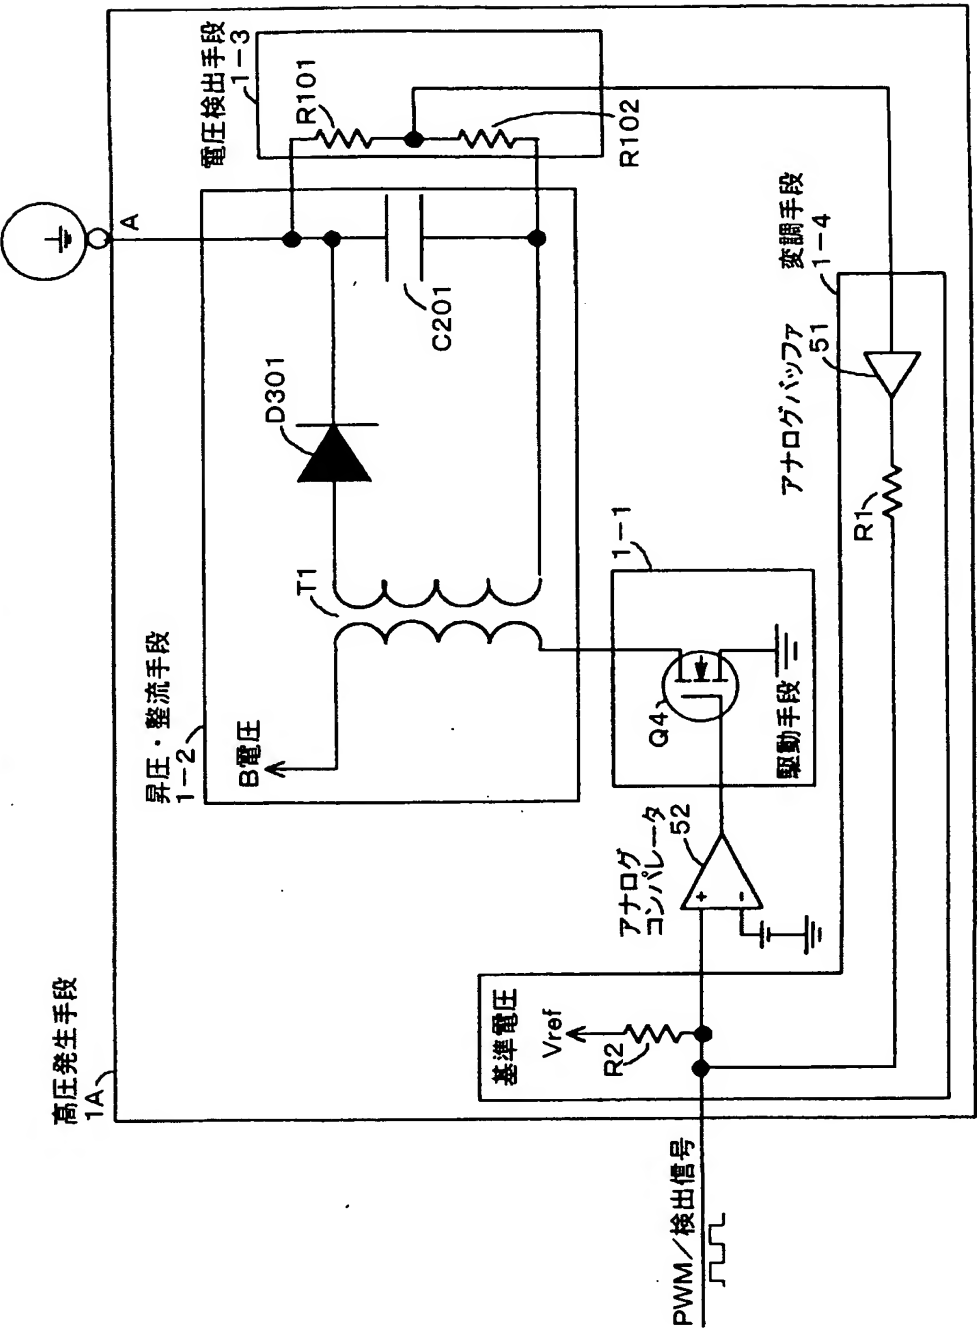 高圧発生手段
1A
昇圧・整流手段
1-2
電圧検出手段
1-3
R101
R102
A
B電圧
T1
D301
C201
1-1
Q4
駆動手段
アナログ
コンパレータ
52
+
-
変調手段
1-4
アナログバッファ
51
R1
基準電圧
Vref
R2
PWM/検出信号